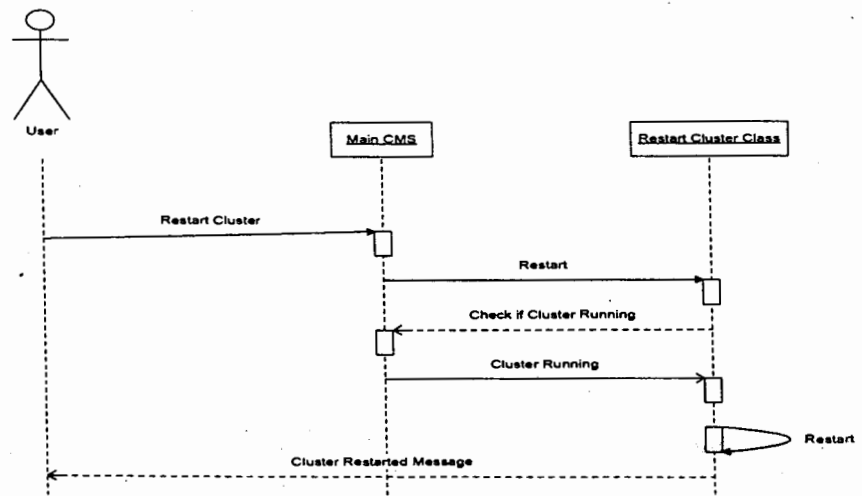 User
Main CMS
Restart Cluster Class
Restart Cluster
Restart
Check if Cluster Running
Cluster Running
Restart
Cluster Restarted Message